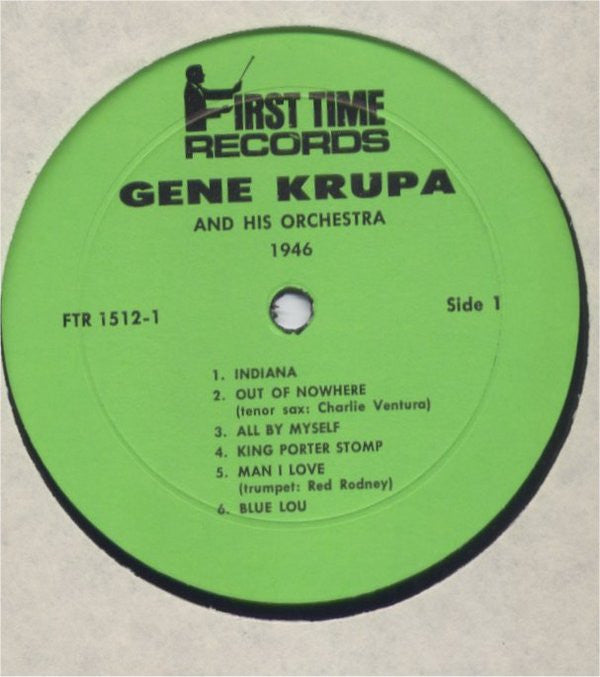 FIRST TIME
RECORDS
GENE KRUPA
AND HIS ORCHESTRA
1946
FTR 1512-1
Side 1
1. INDIANA
2. OUT OF NOWHERE
(tenor sax: Charlie Ventura)
3. ALL BY MYSELF
4. KING PORTER STOMP
5. MAN I LOVE
(trumpet: Red Rodney)
6. BLUE LOU